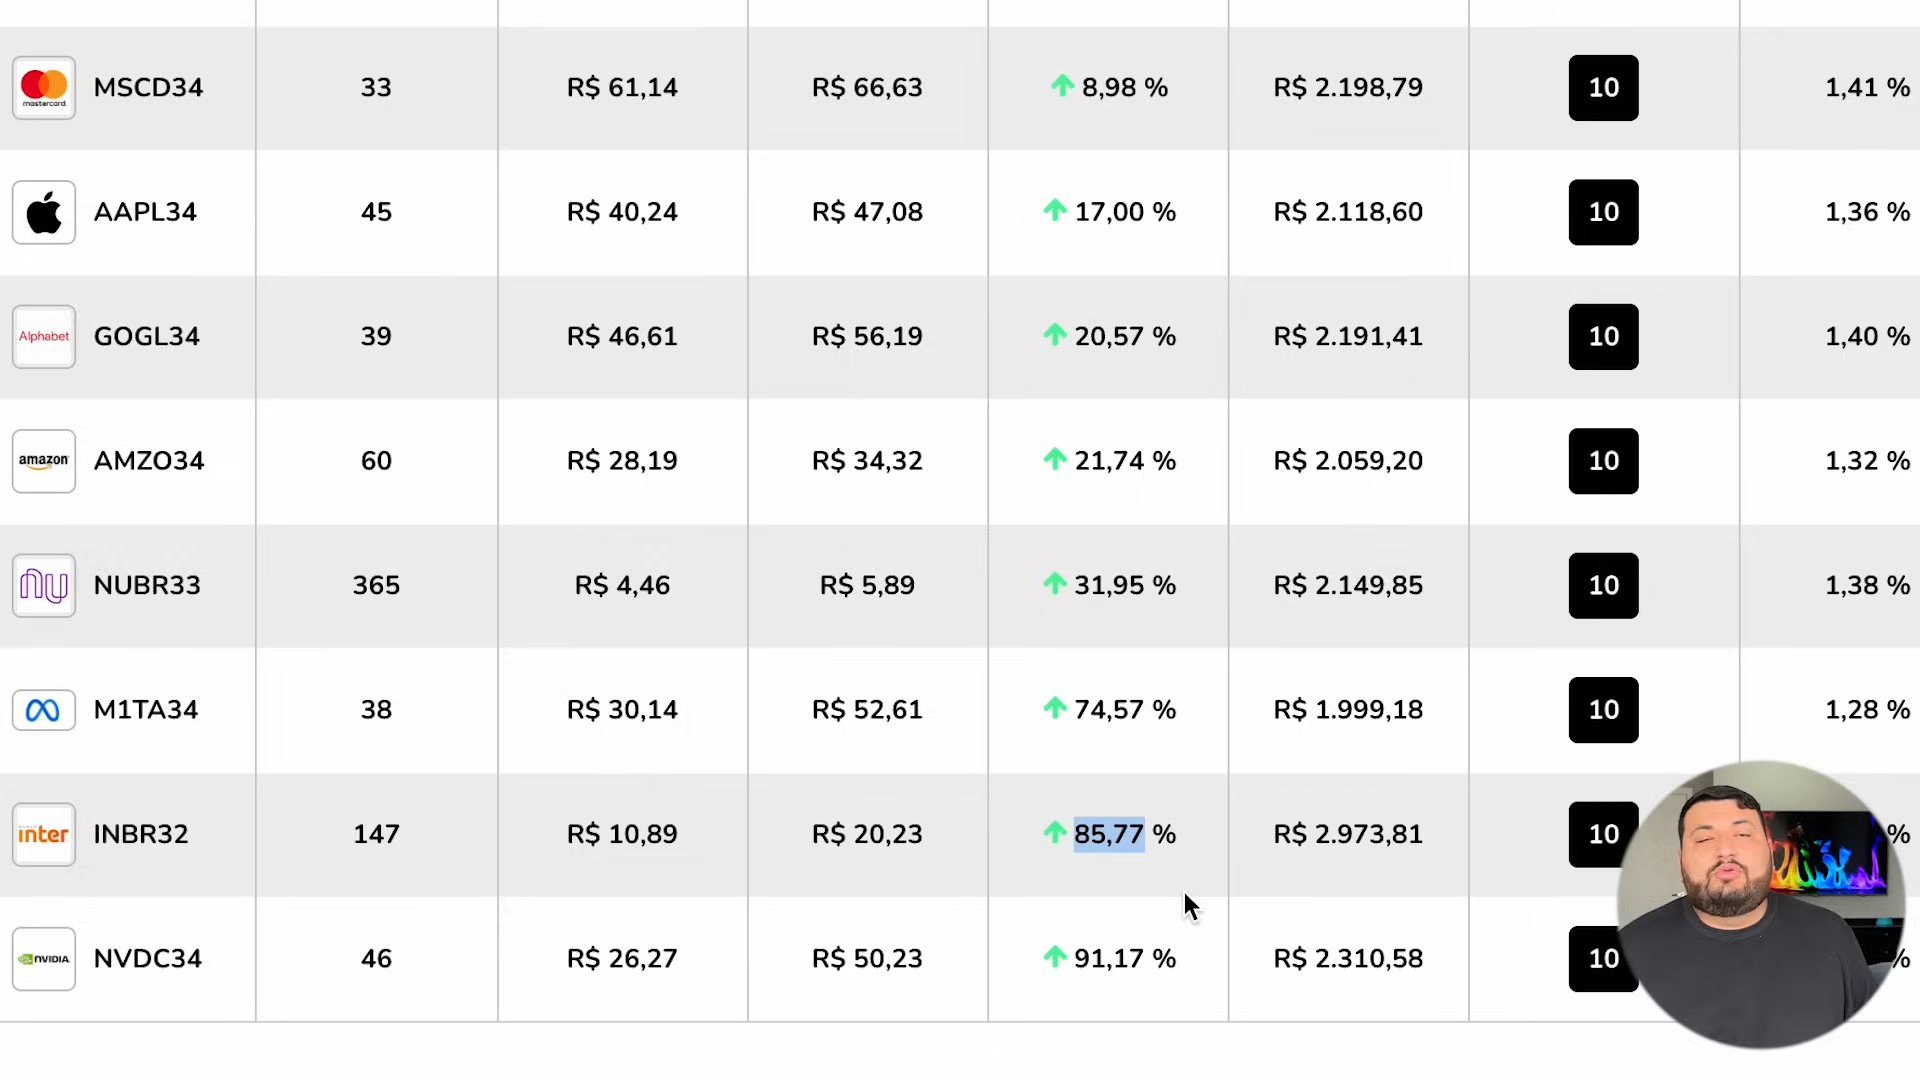 mastercard. MSCD34 33 R$ 61,14 R$ 66,63 8,98 % R$ 2.198,79 10 1,41 %
AAPL34 45 R$ 40,24 R$ 47,08 17,00 % R$ 2.118,60 10 1,36 %
Alphabet GOGL34 39 R$ 46,61 R$ 56,19 20,57 % R$ 2.191,41 10 1,40 %
amazon AMZO34 60 R$ 28,19 R$ 34,32 21,74 % R$ 2.059,20 10 1,32 %
nu NUBR33 365 R$ 4,46 R$ 5,89 31,95 % R$ 2.149,85 10 1,38 %
M1TA34 38 R$ 30,14 R$ 52,61 74,57 % R$ 1.999,18 10 1,28 %
inter INBR32 147 R$ 10,89 R$ 20,23 85,77 % R$ 2.973,81 10 %
NVIDIA. NVDC34 46 R$ 26,27 R$ 50,23 91,17 % R$ 2.310,58 10 %